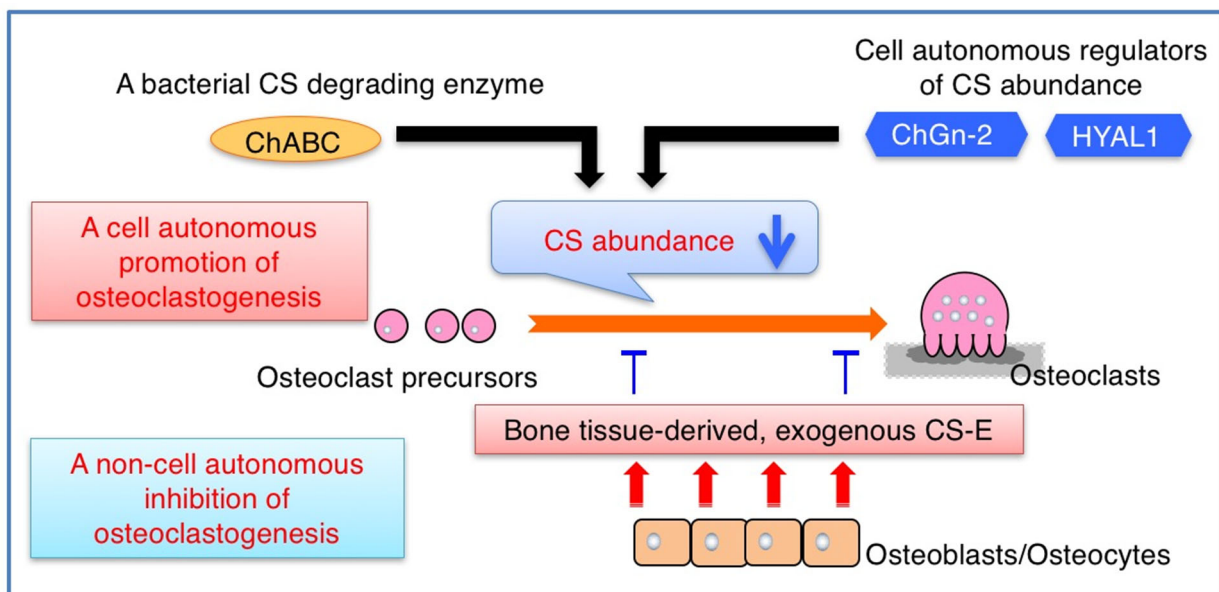 A bacterial CS degrading enzyme
ChABC
Cell autonomous regulators
of CS abundance
ChGn-2
HYAL1
A cell autonomous
promotion of
osteoclastogenesis
CS abundance
Osteoclast precursors
Osteoclasts
Bone tissue-derived, exogenous CS-E
A non-cell autonomous
inhibition of
osteoclastogenesis
Osteoblasts/Osteocytes